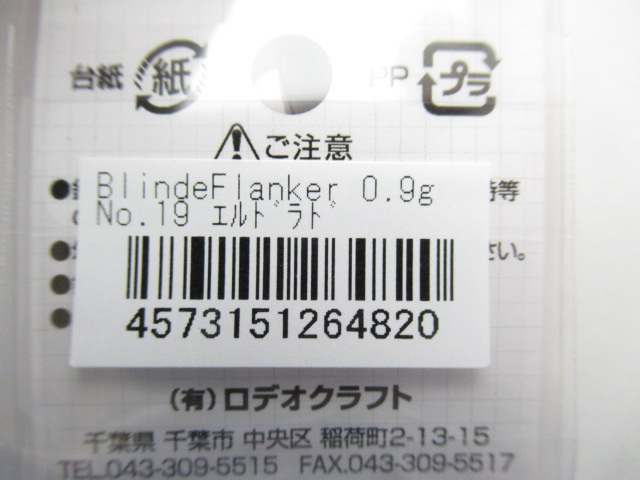 台紙 紙 PP プラ
ご注意
BlindeFlanker 0.9g
No.19 ｴﾙﾄﾞﾗﾄﾞ
4573151264820
(有)ロデオクラフト
千葉県 千葉市 中央区 稲荷町2-13-15
TEL.043-309-5515 FAX.043-309-5517